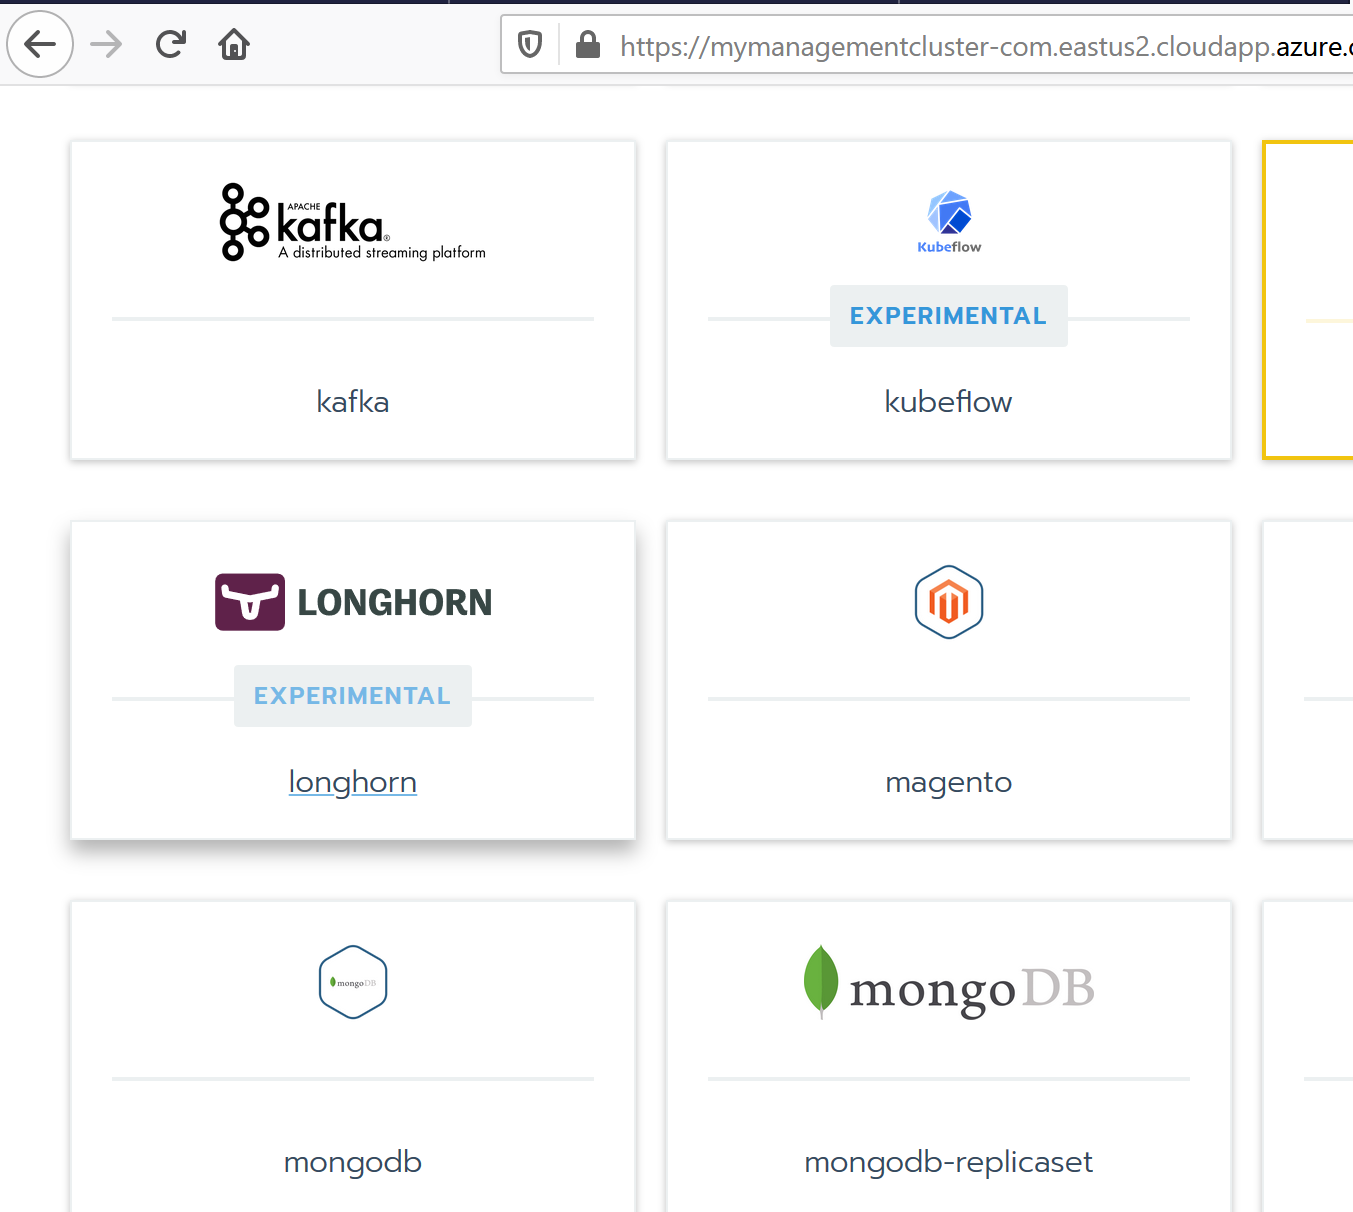 https://mymanagementcluster-com.eastus2.cloudapp.azure.
APACHE
kafka®
A distributed streaming platform
Kubeflow
EXPERIMENTAL
kafka
kubeflow
LONGHORN
EXPERIMENTAL
longhorn
magento
mongoDB
mongoDB
mongodb
mongodb-replicaset